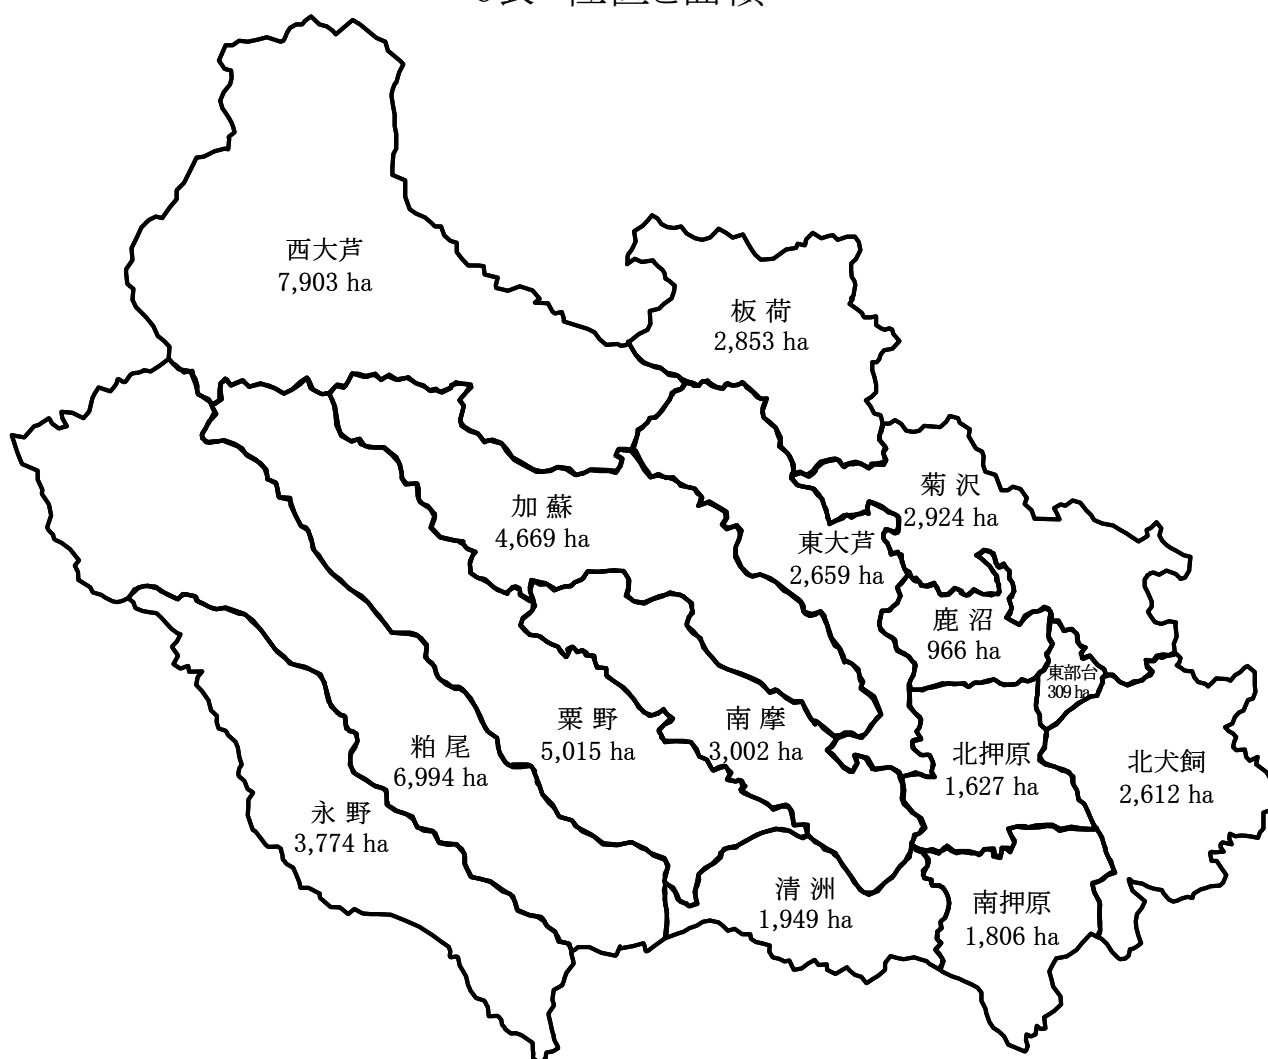 西大芦
7,903 ha
板 荷
2,853 ha
菊 沢
2,924 ha
加 蘇
4,669 ha
東大芦
2,659 ha
鹿 沼
966 ha
東部台
309 ha
粟 野
5,015 ha
南 摩
3,002 ha
粕 尾
6,994 ha
北押原
1,627 ha
北犬飼
2,612 ha
永 野
3,774 ha
清 洲
1,949 ha
南押原
1,806 ha